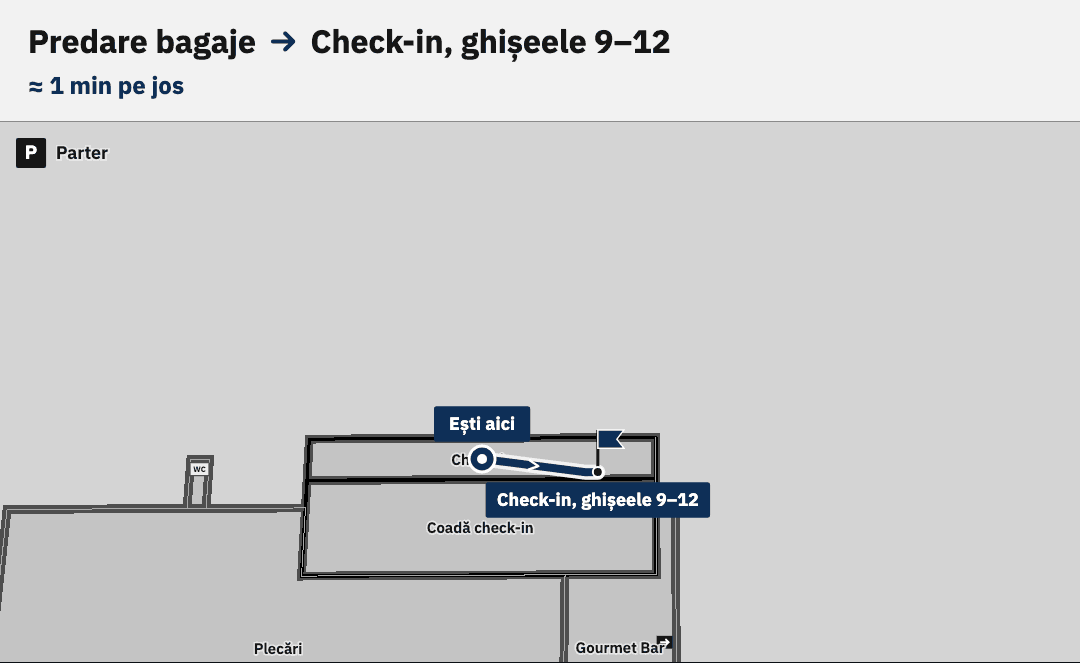 Predare bagaje → Check-in, ghișeele 9–12
≈ 1 min pe jos
P Parter
Ești aici
WC
Check-in, ghișeele 9–12
Coadă check-in
Plecări
Gourmet Bar